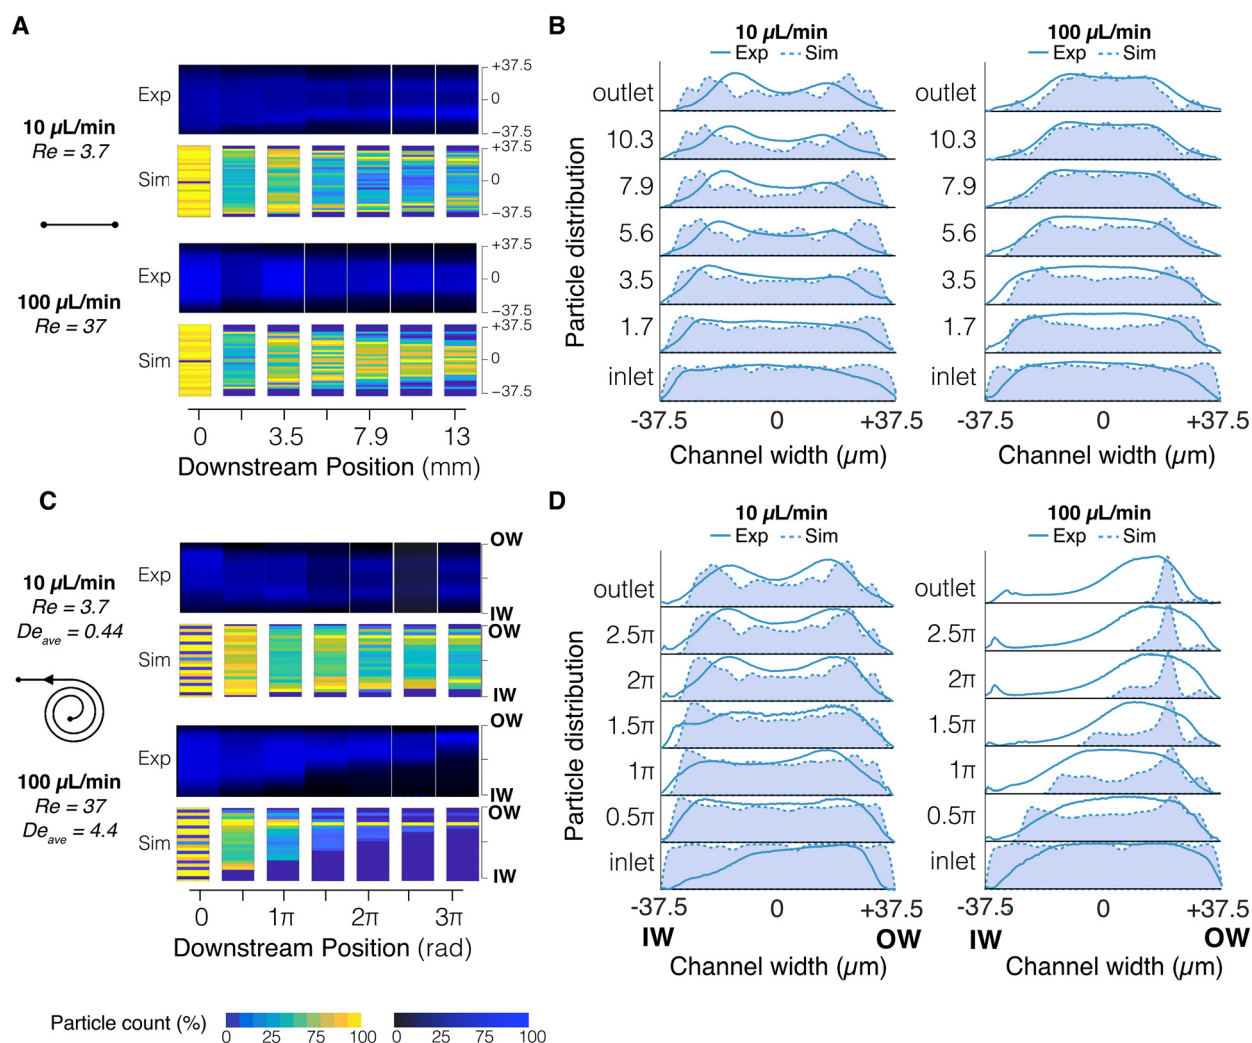 A
Exp
+37.5
0
−37.5
10 µL/min
Re = 3.7
Sim
+37.5
0
−37.5
Exp
+37.5
0
−37.5
100 µL/min
Re = 37
Sim
+37.5
0
−37.5
0 3.5 7.9 13
Downstream Position (mm)
B
10 µL/min
Exp Sim
Particle distribution
outlet
10.3
7.9
5.6
3.5
1.7
inlet
-37.5 0 +37.5
Channel width (µm)
100 µL/min
Exp Sim
outlet
10.3
7.9
5.6
3.5
1.7
inlet
-37.5 0 +37.5
Channel width (µm)
C
Exp
OW
IW
10 µL/min
Re = 3.7
Deave = 0.44
Sim
OW
IW
Exp
OW
IW
100 µL/min
Re = 37
Deave = 4.4
Sim
OW
IW
0 1π 2π 3π
Downstream Position (rad)
D
10 µL/min
Exp Sim
Particle distribution
outlet
2.5π
2π
1.5π
1π
0.5π
inlet
-37.5 0 +37.5
IW OW
Channel width (µm)
100 µL/min
Exp Sim
outlet
2.5π
2π
1.5π
1π
0.5π
inlet
-37.5 0 +37.5
IW OW
Channel width (µm)
Particle count (%)
0 25 75 100
0 25 75 100